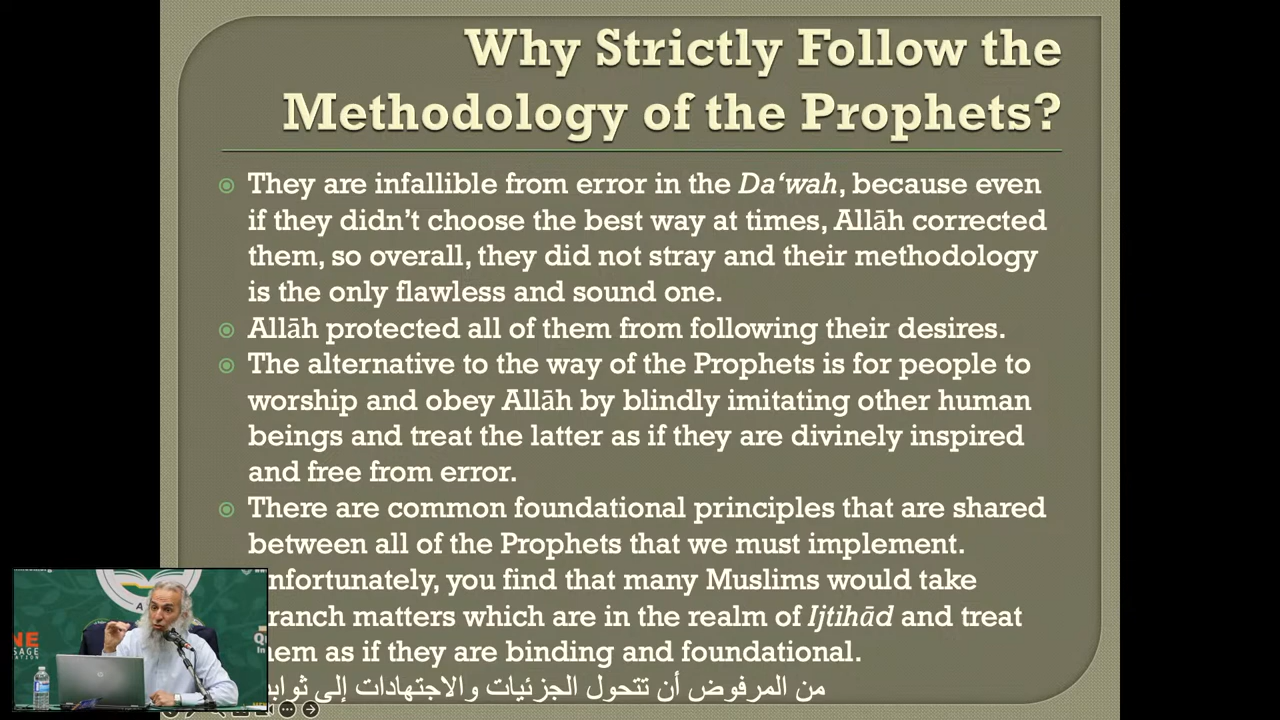 Why Strictly Follow the
Methodology of the Prophets?
They are infallible from error in the Da‘wah, because even
if they didn’t choose the best way at times, Allāh corrected
them, so overall, they did not stray and their methodology
is the only flawless and sound one.
Allāh protected all of them from following their desires.
The alternative to the way of the Prophets is for people to
worship and obey Allāh by blindly imitating other human
beings and treat the latter as if they are divinely inspired
and free from error.
There are common foundational principles that are shared
between all of the Prophets that we must implement.
nfortunately, you find that many Muslims would take
ranch matters which are in the realm of Ijtihād and treat
hem as if they are binding and foundational.
من المرفوض أن تتحول الجزئيات والاجتهادات إلى
NE
SAGE
Qu